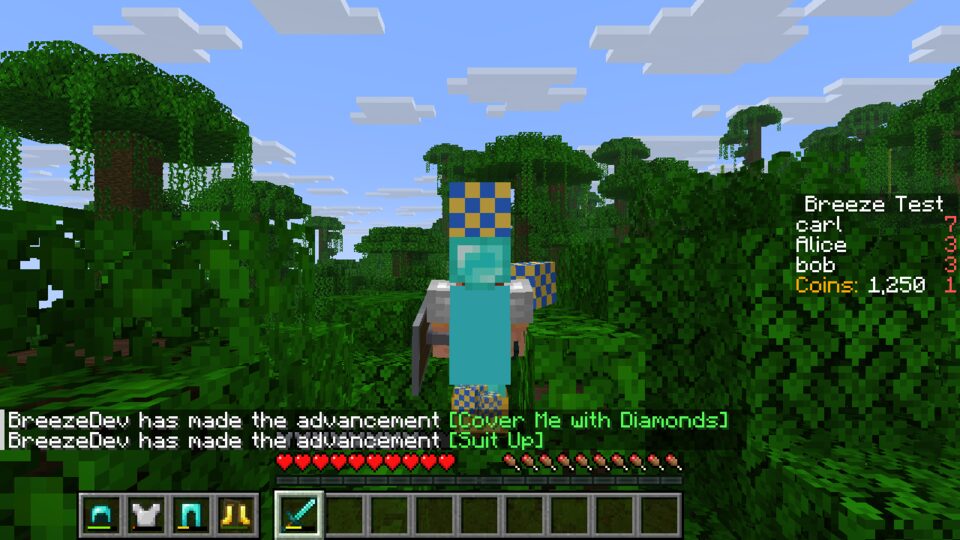 Breeze Test
carl 7
Alice 3
bob 3
Coins: 1,250 1
BreezeDev has made the advancement [Cover Me with Diamonds]
BreezeDev has made the advancement [Suit Up]